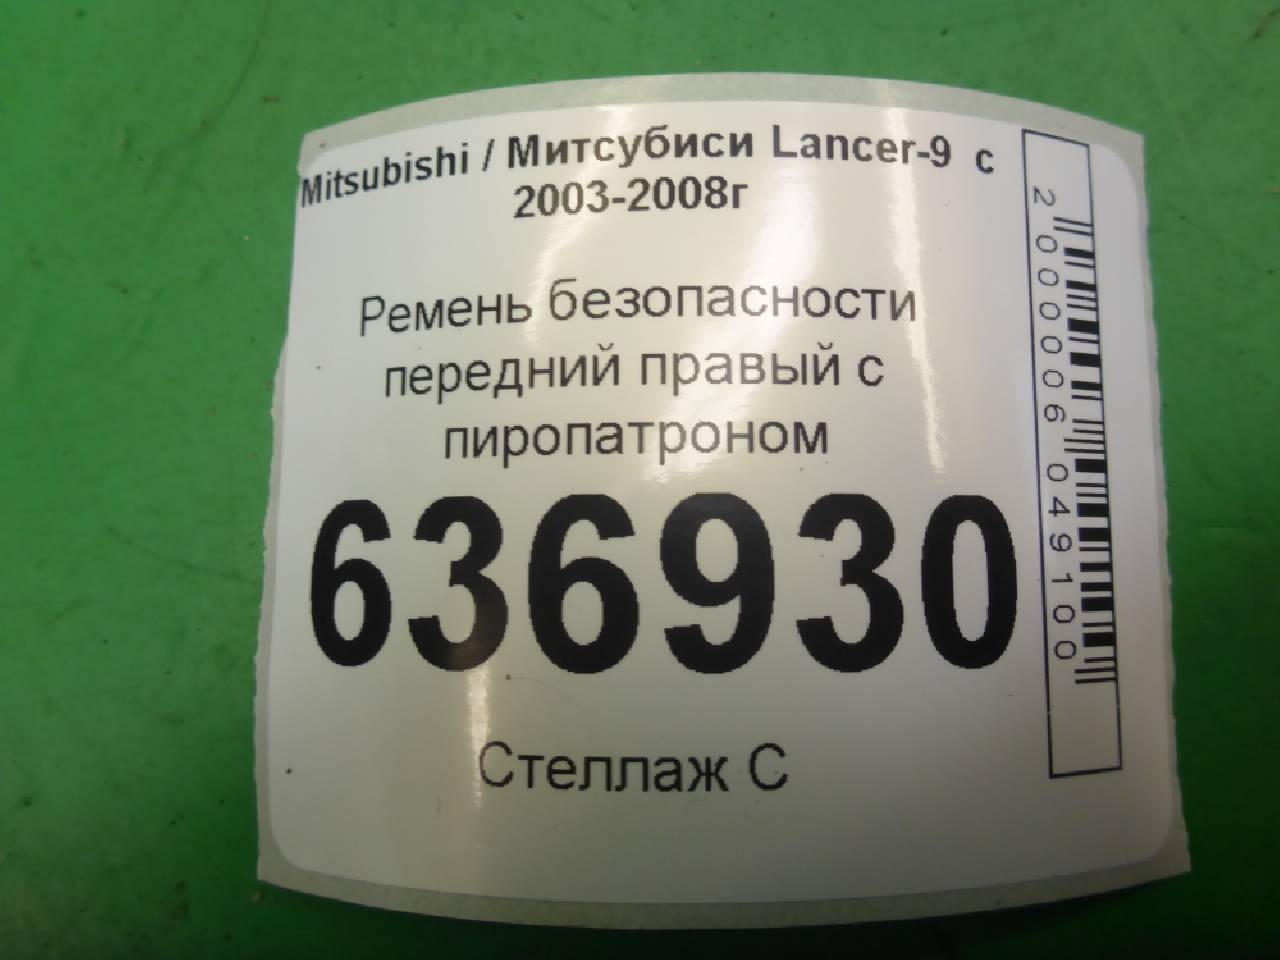 Mitsubishi / Митсубиси Lancer-9 с
2003-2008г
Ремень безопасности
передний правый с
пиропатроном
636930
Стеллаж С
2000006049100